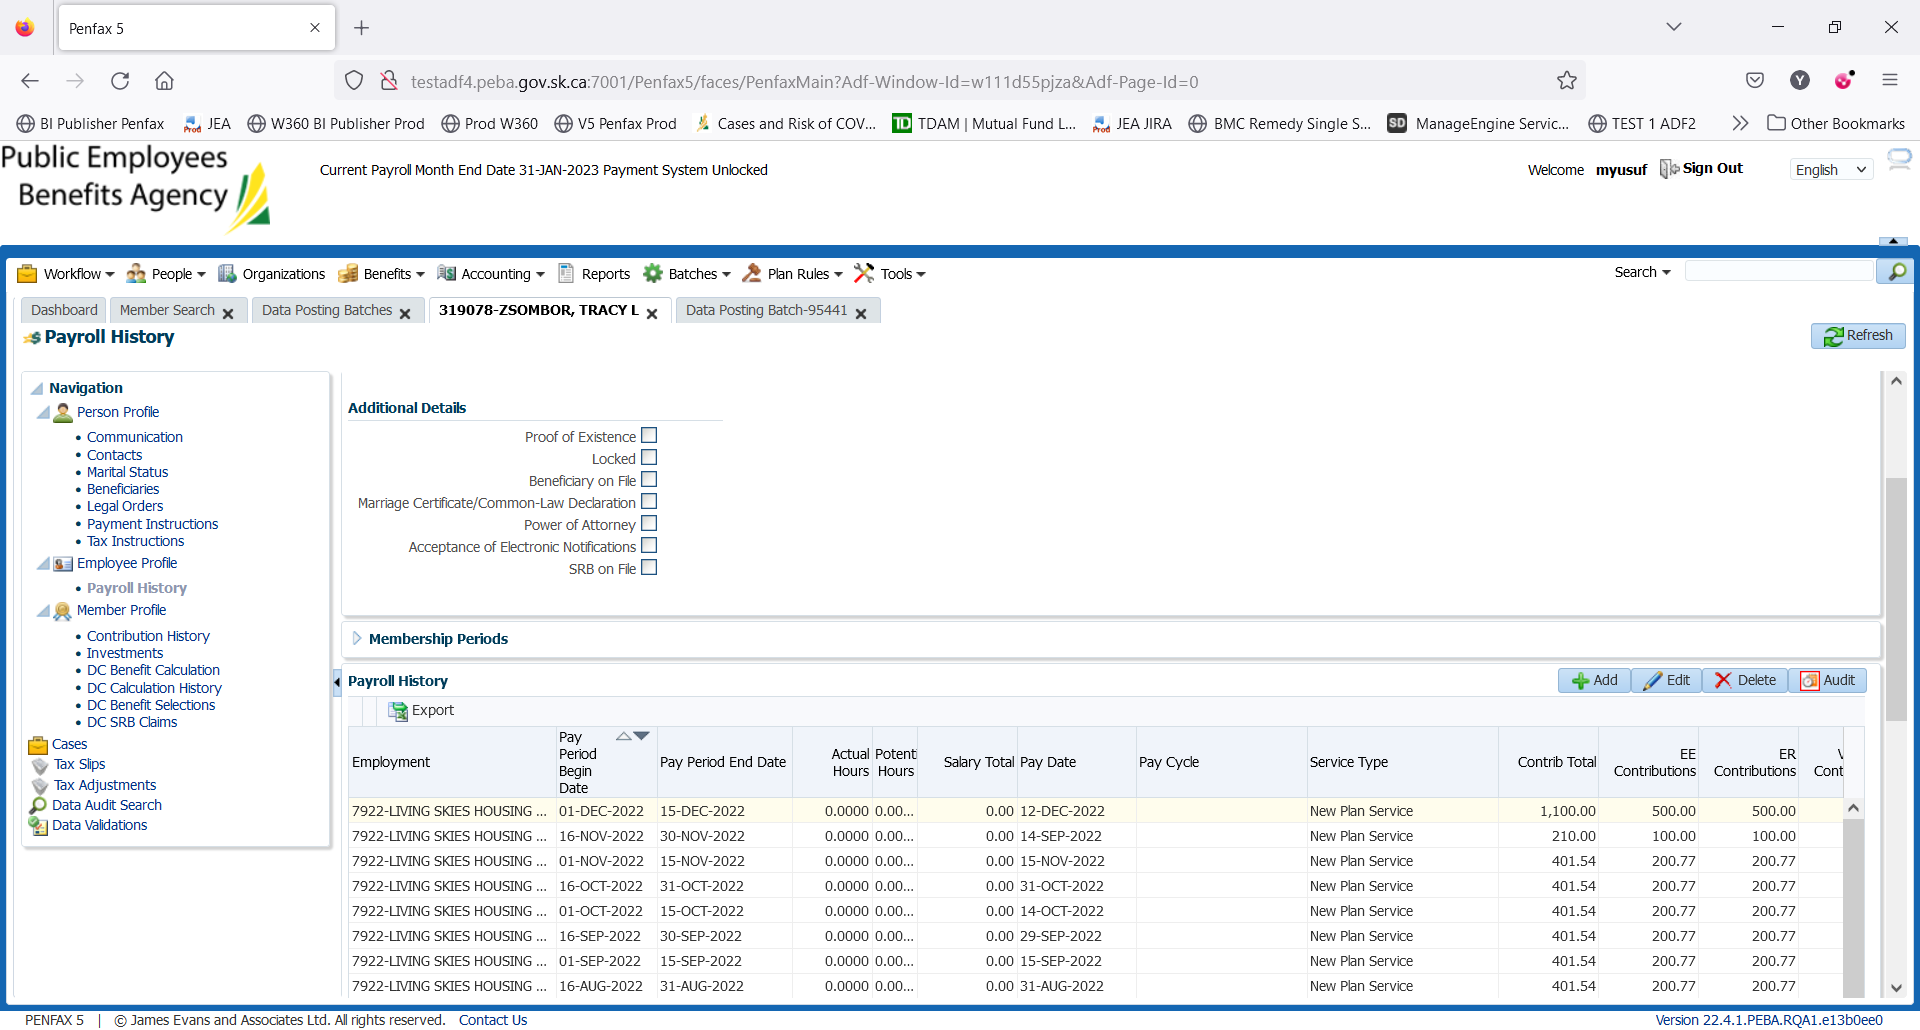 Penfax 5
testadf4.peba.gov.sk.ca:7001/Penfax5/faces/PenfaxMain?Adf-Window-Id=w111d55pjza&Adf-Page-Id=0
Y
BI Publisher Penfax JEA W360 BI Publisher Prod Prod W360 V5 Penfax Prod Cases and Risk of COV... TD TDAM | Mutual Fund L... JEA JIRA BMC Remedy Single S... SD ManageEngine Servic... TEST 1 ADF2 Other Bookmarks
Public Employees
Benefits Agency
Current Payroll Month End Date 31-JAN-2023 Payment System Unlocked
Welcome myusuf Sign Out English
Workflow People Organizations Benefits Accounting Reports Batches Plan Rules Tools Search
Dashboard Member Search Data Posting Batches 319078-ZSOMBOR, TRACY L Data Posting Batch-95441
Payroll History
Refresh
Navigation
Person Profile
Communication
Contacts
Marital Status
Beneficiaries
Legal Orders
Payment Instructions
Tax Instructions
Employee Profile
Payroll History
Member Profile
Contribution History
Investments
DC Benefit Calculation
DC Calculation History
DC Benefit Selections
DC SRB Claims
Cases
Tax Slips
Tax Adjustments
Data Audit Search
Data Validations
Additional Details
Proof of Existence
Locked
Beneficiary on File
Marriage Certificate/Common-Law Declaration
Power of Attorney
Acceptance of Electronic Notifications
SRB on File
Membership Periods
Payroll History
Add Edit Delete Audit
Export
Employment Pay Period Begin Date Pay Period End Date Actual Hours Potenti Hours Salary Total Pay Date Pay Cycle Service Type Contrib Total EE Contributions ER Contributions V Cont
7922-LIVING SKIES HOUSING ... 01-DEC-2022 15-DEC-2022 0.0000 0.00... 0.00 12-DEC-2022 New Plan Service 1,100.00 500.00 500.00
7922-LIVING SKIES HOUSING ... 16-NOV-2022 30-NOV-2022 0.0000 0.00... 0.00 14-SEP-2022 New Plan Service 210.00 100.00 100.00
7922-LIVING SKIES HOUSING ... 01-NOV-2022 15-NOV-2022 0.0000 0.00... 0.00 15-NOV-2022 New Plan Service 401.54 200.77 200.77
7922-LIVING SKIES HOUSING ... 16-OCT-2022 31-OCT-2022 0.0000 0.00... 0.00 31-OCT-2022 New Plan Service 401.54 200.77 200.77
7922-LIVING SKIES HOUSING ... 01-OCT-2022 15-OCT-2022 0.0000 0.00... 0.00 14-OCT-2022 New Plan Service 401.54 200.77 200.77
7922-LIVING SKIES HOUSING ... 16-SEP-2022 30-SEP-2022 0.0000 0.00... 0.00 29-SEP-2022 New Plan Service 401.54 200.77 200.77
7922-LIVING SKIES HOUSING ... 01-SEP-2022 15-SEP-2022 0.0000 0.00... 0.00 15-SEP-2022 New Plan Service 401.54 200.77 200.77
7922-LIVING SKIES HOUSING ... 16-AUG-2022 31-AUG-2022 0.0000 0.00... 0.00 31-AUG-2022 New Plan Service 401.54 200.77 200.77
PENFAX 5 | © James Evans and Associates Ltd. All rights reserved. Contact Us
Version 22.4.1.PEBA.RQA1.e13b0ee0